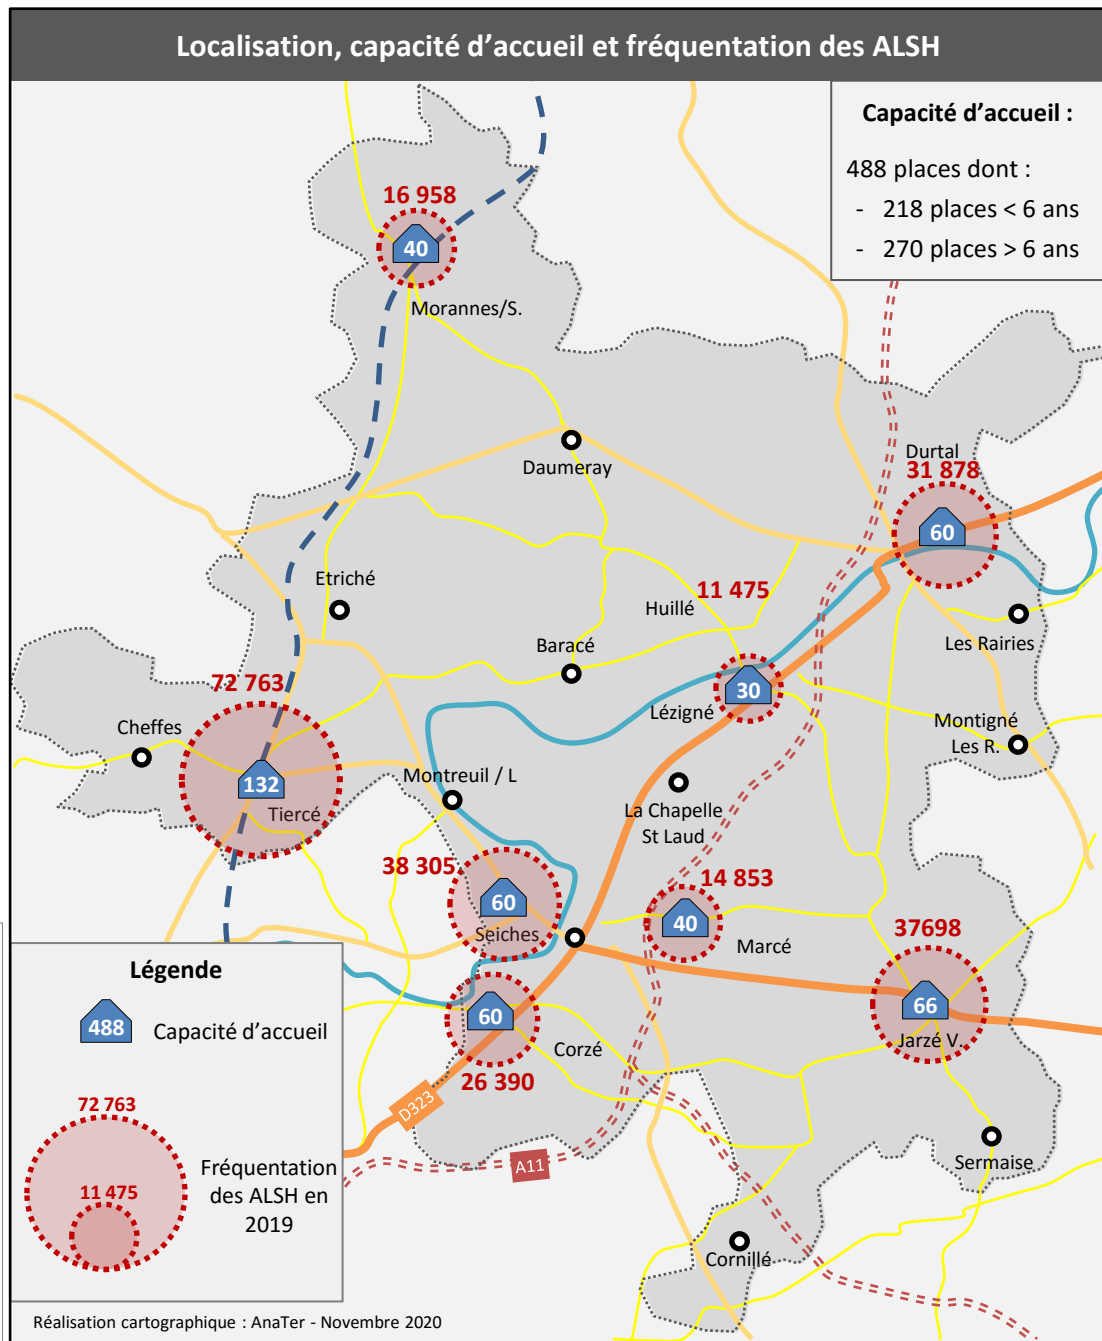 Localisation, capacité d'accueil et fréquentation des ALSH
Capacité d'accueil :
488 places dont :
- 218 places < 6 ans
- 270 places > 6 ans
16 958
40
Morannes/S.
Daumeray
Durtal
31 878
60
Etriché
Huillé
11 475
Les Rairies
Baracé
30
Lézigné
72 763
Cheffes
132
Tiercé
Montreuil / L
Montigné
Les R.
La Chapelle
St Laud
38 305
60
Seiches
14 853
40
Marcé
37698
66
Jarzé V.
60
Corzé
26 390
D323
A11
Sermaise
Cornillé
Légende
488
Capacité d'accueil
72 763
11 475
Fréquentation
des ALSH en
2019
Réalisation cartographique : AnaTer - Novembre 2020